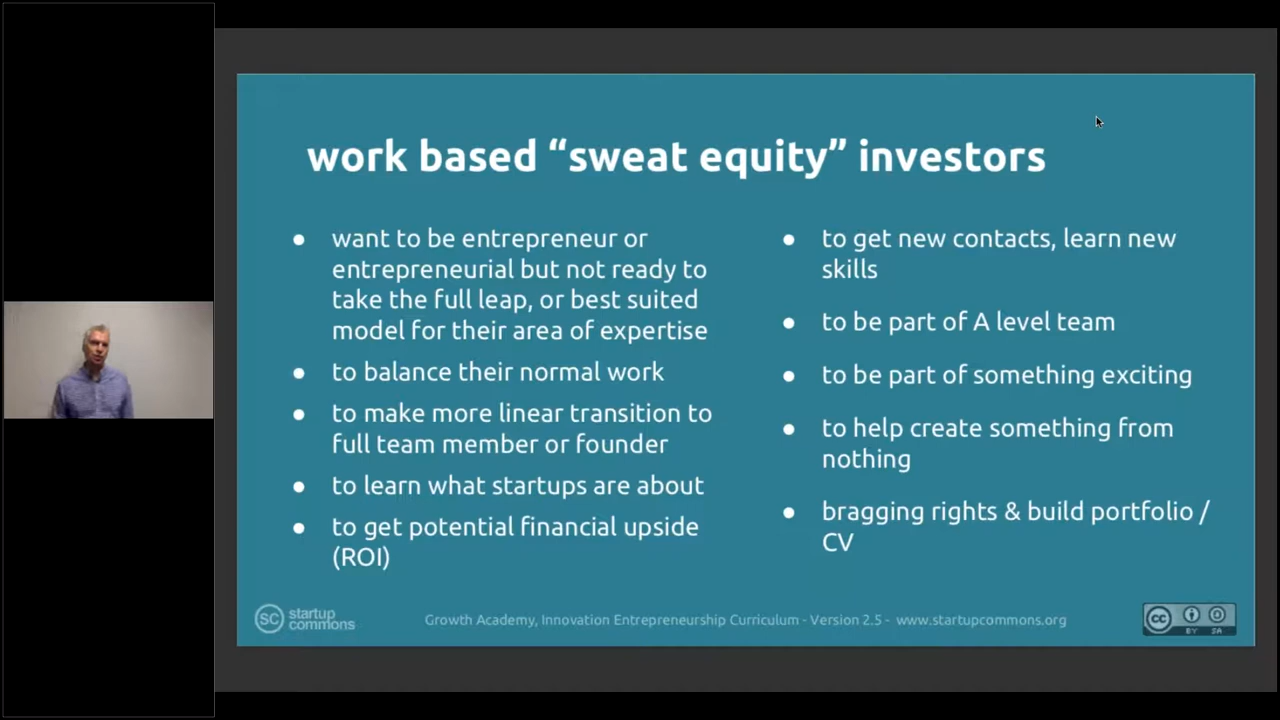 work based “sweat equity” investors
● want to be entrepreneur or
entrepreneurial but not ready to
take the full leap, or best suited
model for their area of expertise
● to balance their normal work
● to make more linear transition to
full team member or founder
● to learn what startups are about
● to get potential financial upside
(ROI)
● to get new contacts, learn new
skills
● to be part of A level team
● to be part of something exciting
● to help create something from
nothing
● bragging rights & build portfolio /
CV
SC startup
commons
Growth Academy, Innovation Entrepreneurship Curriculum - Version 2.5 - www.startupcommons.org
cc
BY SA